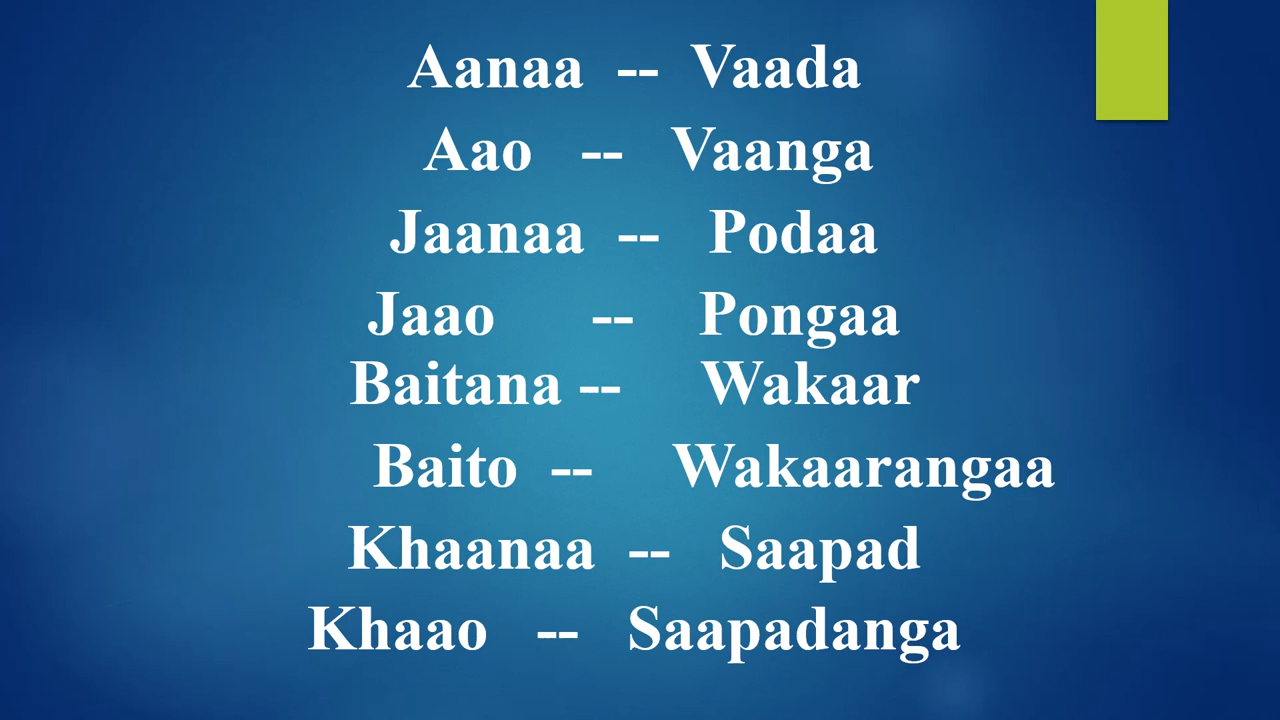 Aanaa -- Vaada
Aao -- Vaanga
Jaanaa -- Podaa
Jaao -- Pongaa
Baitana -- Wakaar
Baito -- Wakaarangaa
Khaanaa -- Saapad
Khaao -- Saapadanga